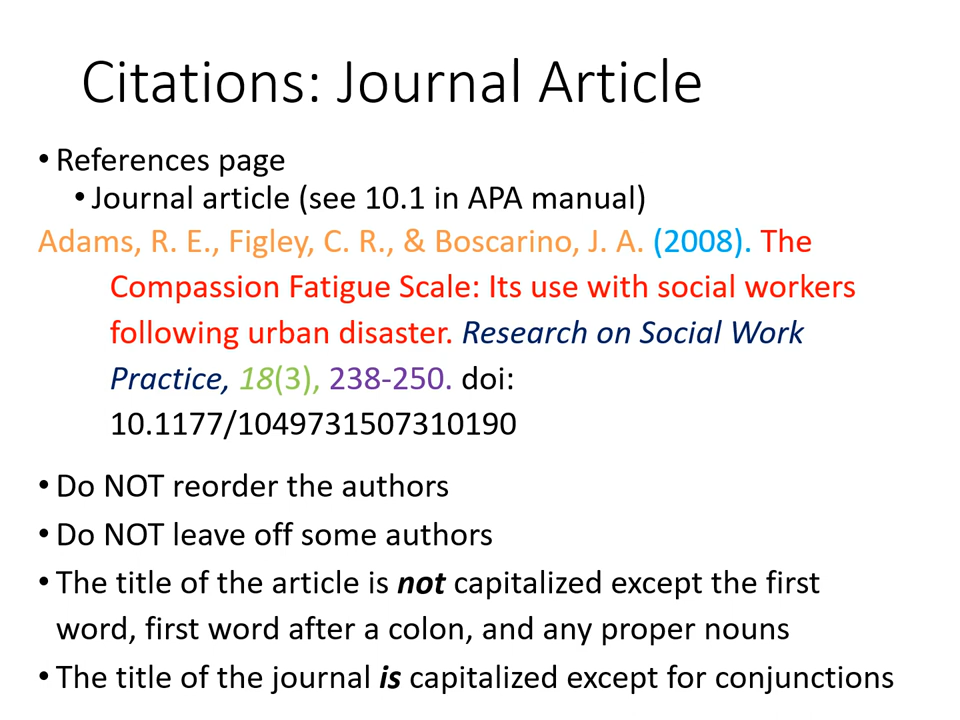 Citations: Journal Article
• References page
• Journal article (see 10.1 in APA manual)
Adams, R. E., Figley, C. R., & Boscarino, J. A. (2008). The
Compassion Fatigue Scale: Its use with social workers
following urban disaster. Research on Social Work
Practice, 18(3), 238-250. doi:
10.1177/1049731507310190
• Do NOT reorder the authors
• Do NOT leave off some authors
• The title of the article is not capitalized except the first
word, first word after a colon, and any proper nouns
• The title of the journal is capitalized except for conjunctions